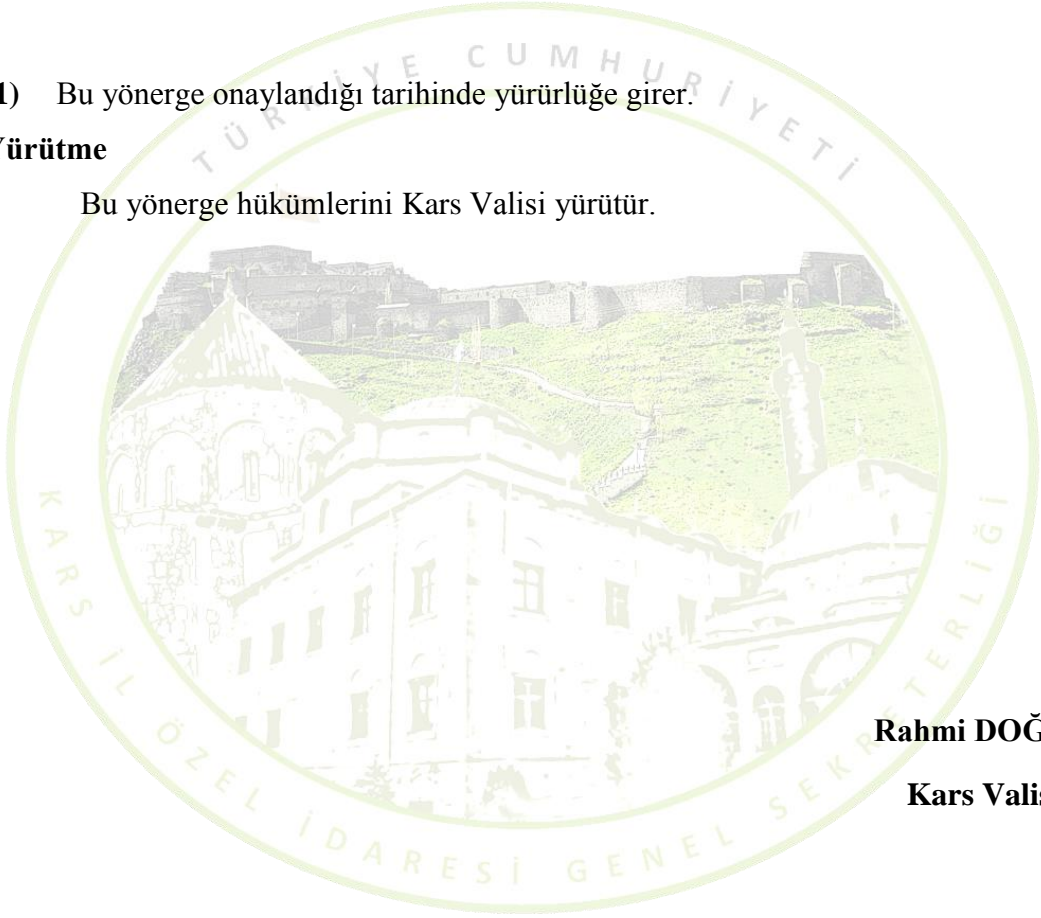 1) Bu yönerge onaylandığı tarihinde yürürlüğe girer.
Yürütme
Bu yönerge hükümlerini Kars Valisi yürütür.
Rahmi DOĞ
Kars Valis
TÜRKİYE CUMHURİYETİ
KARS İL ÖZEL İDARESİ GENEL SEKRETERLİĞİ